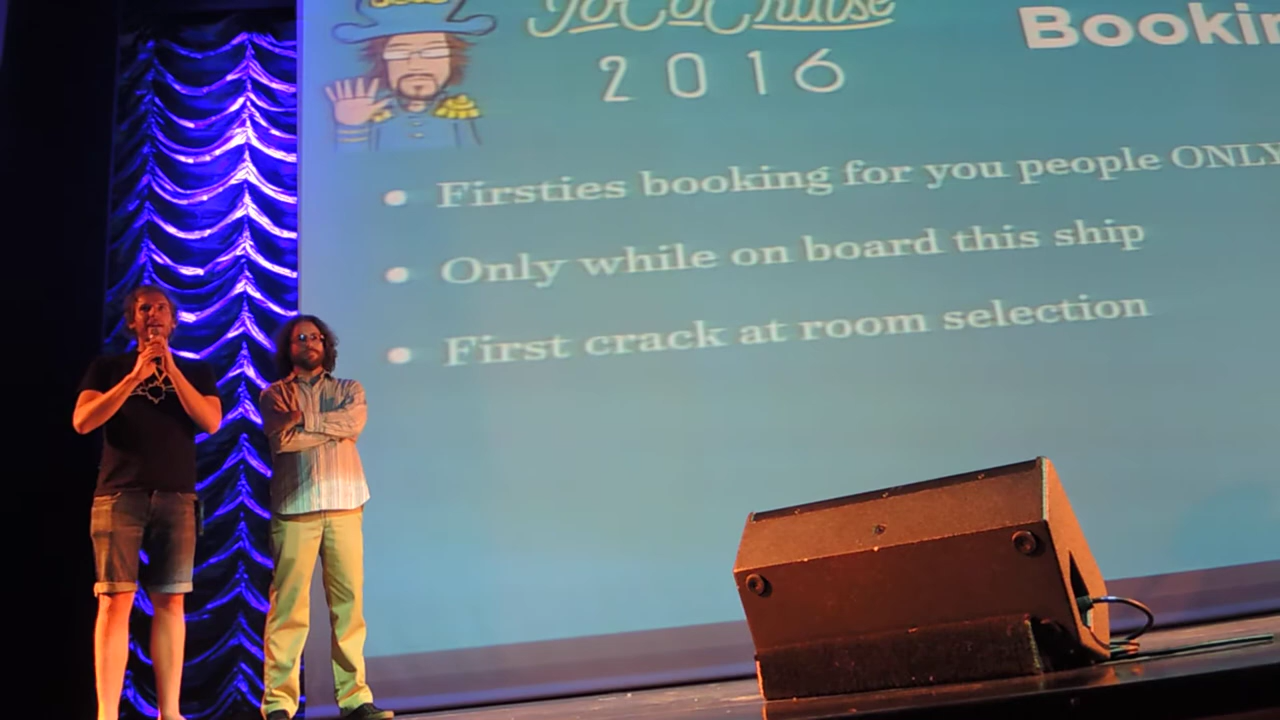 JoCoCruise
2016
Bookin
Firsties booking for you people ONLY
Only while on board this ship
First crack at room selection